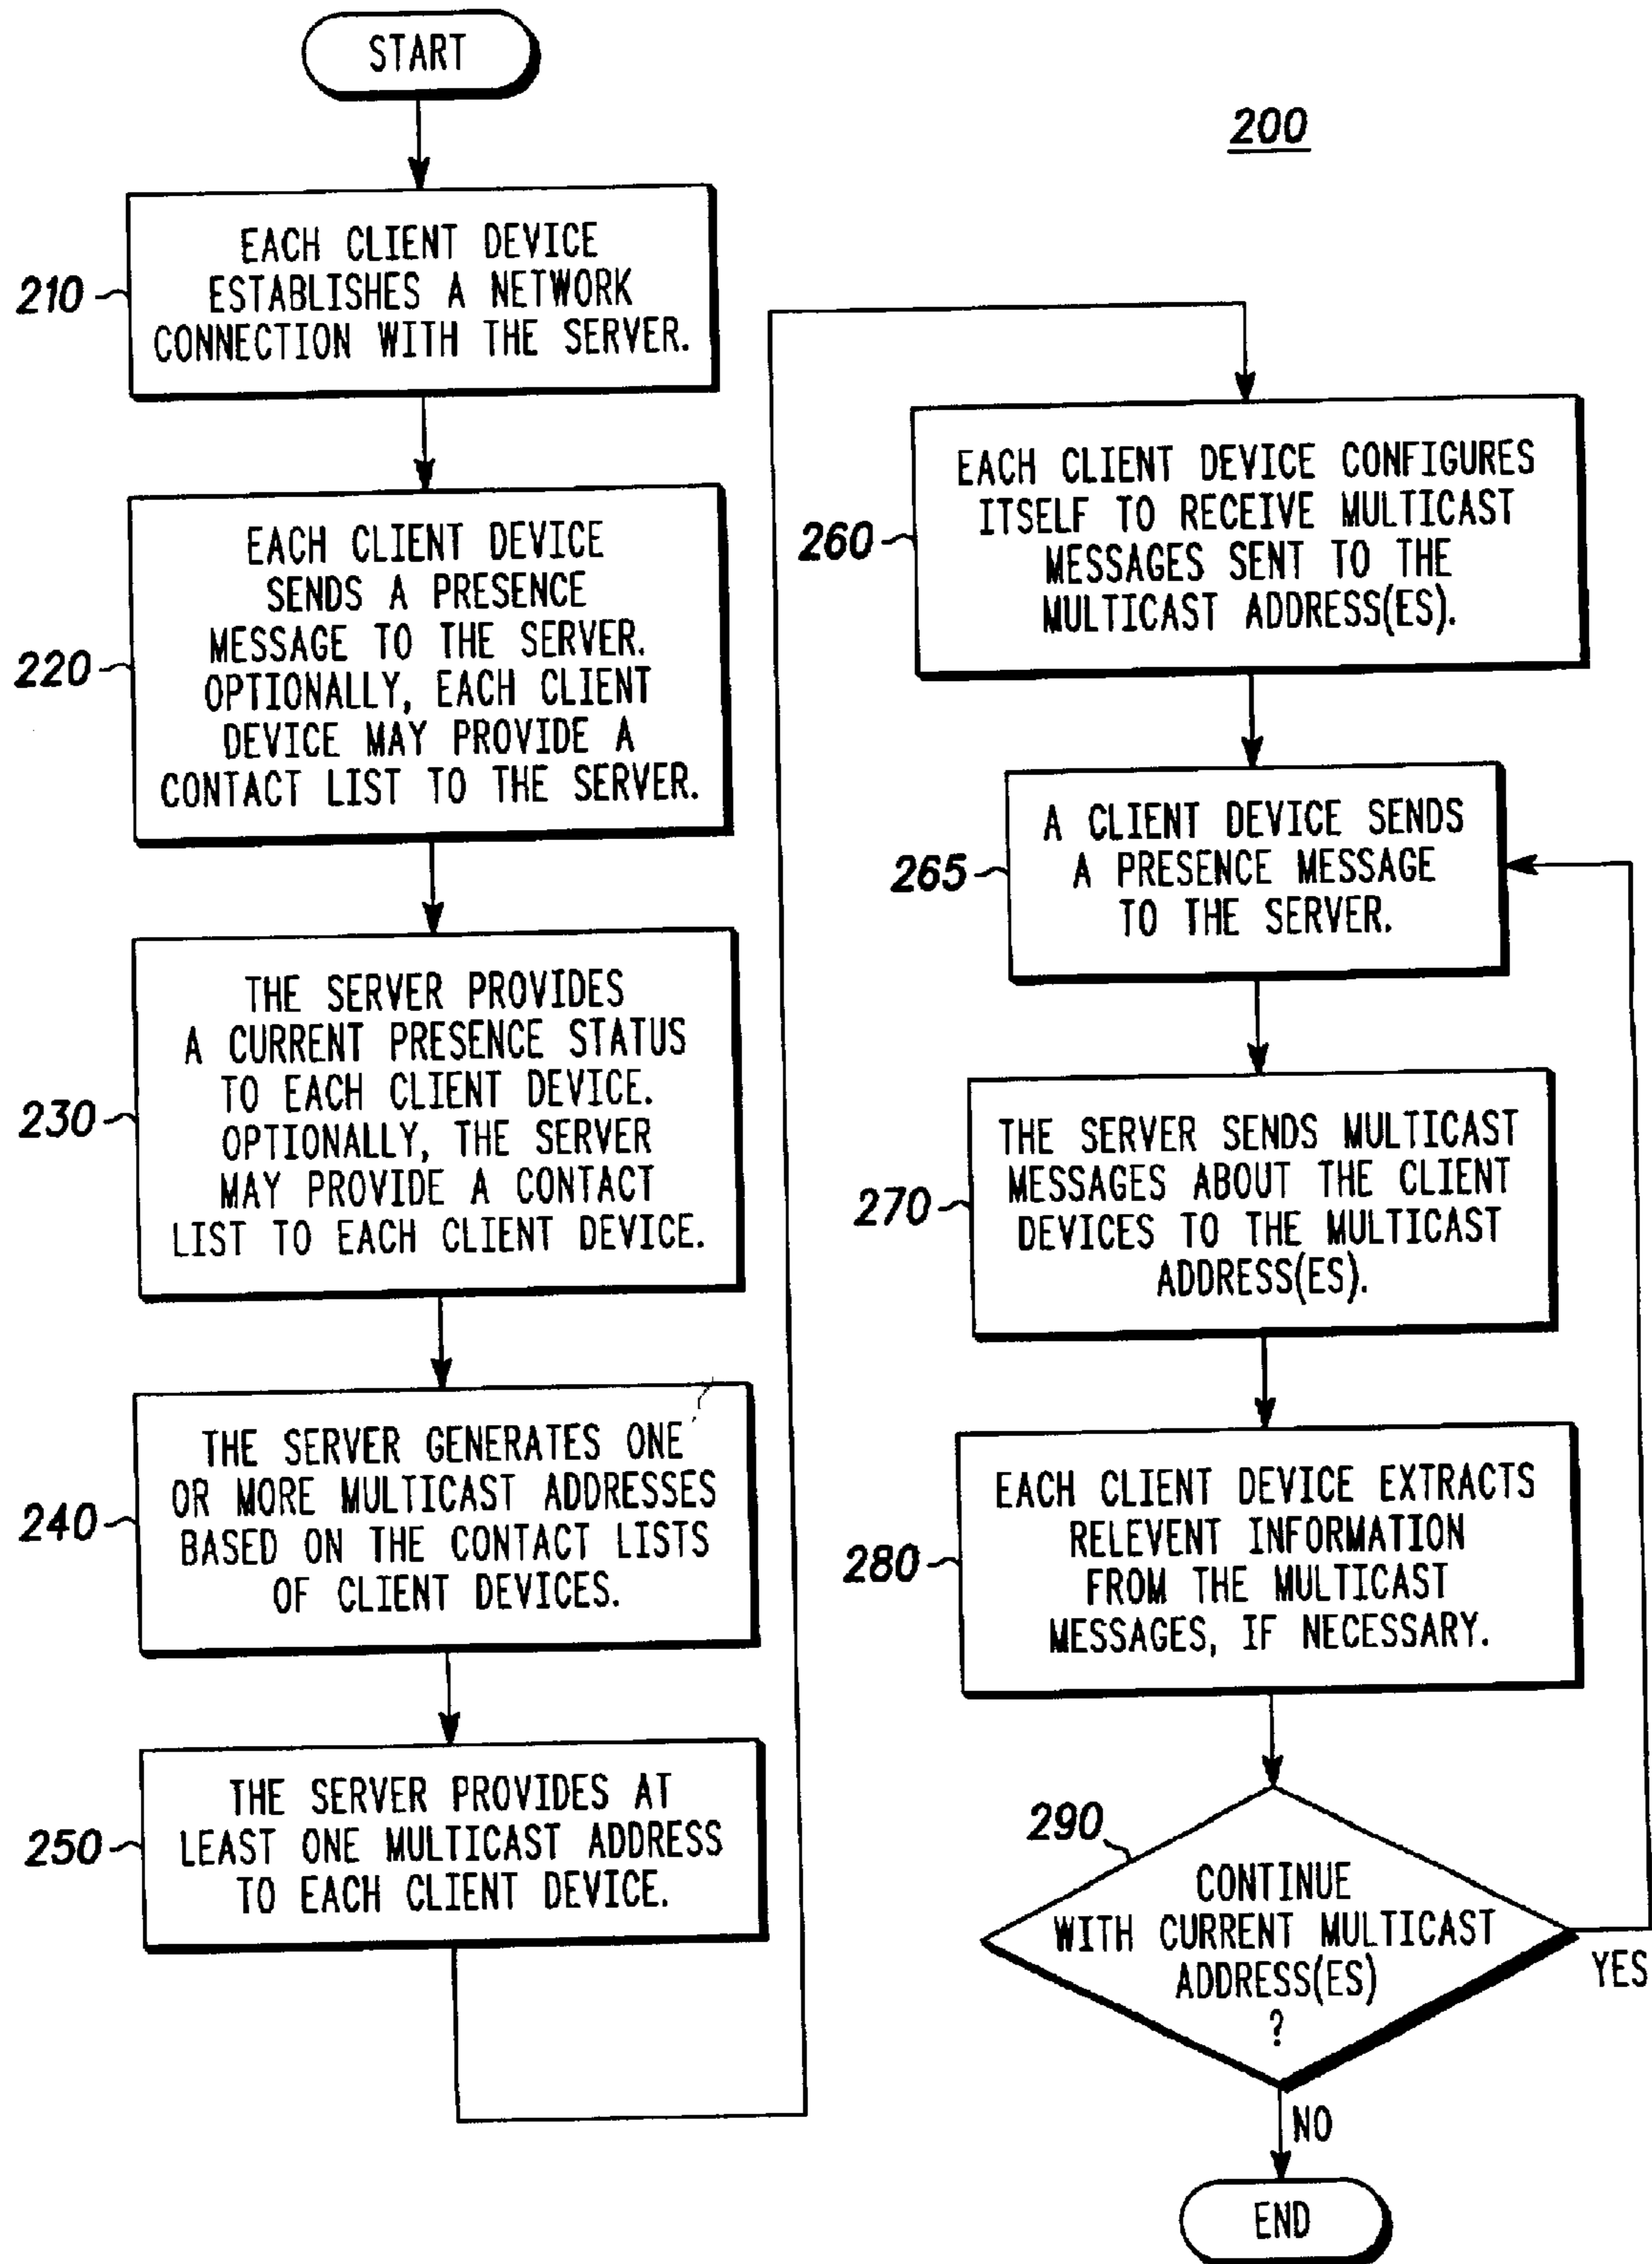 START
200
210
EACH CLIENT DEVICE
ESTABLISHES A NETWORK
CONNECTION WITH THE SERVER.
220
EACH CLIENT DEVICE
SENDS A PRESENCE
MESSAGE TO THE SERVER.
OPTIONALLY, EACH CLIENT
DEVICE MAY PROVIDE A
CONTACT LIST TO THE SERVER.
230
THE SERVER PROVIDES
A CURRENT PRESENCE STATUS
TO EACH CLIENT DEVICE.
OPTIONALLY, THE SERVER
MAY PROVIDE A CONTACT
LIST TO EACH CLIENT DEVICE.
240
THE SERVER GENERATES ONE
OR MORE MULTICAST ADDRESSES
BASED ON THE CONTACT LISTS
OF CLIENT DEVICES.
250
THE SERVER PROVIDES AT
LEAST ONE MULTICAST ADDRESS
TO EACH CLIENT DEVICE.
260
EACH CLIENT DEVICE CONFIGURES
ITSELF TO RECEIVE MULTICAST
MESSAGES SENT TO THE
MULTICAST ADDRESS(ES).
265
A CLIENT DEVICE SENDS
A PRESENCE MESSAGE
TO THE SERVER.
270
THE SERVER SENDS MULTICAST
MESSAGES ABOUT THE CLIENT
DEVICES TO THE MULTICAST
ADDRESS(ES).
280
EACH CLIENT DEVICE EXTRACTS
RELEVENT INFORMATION
FROM THE MULTICAST
MESSAGES, IF NECESSARY.
290
CONTINUE
WITH CURRENT MULTICAST
ADDRESS(ES)
?
YES
NO
END